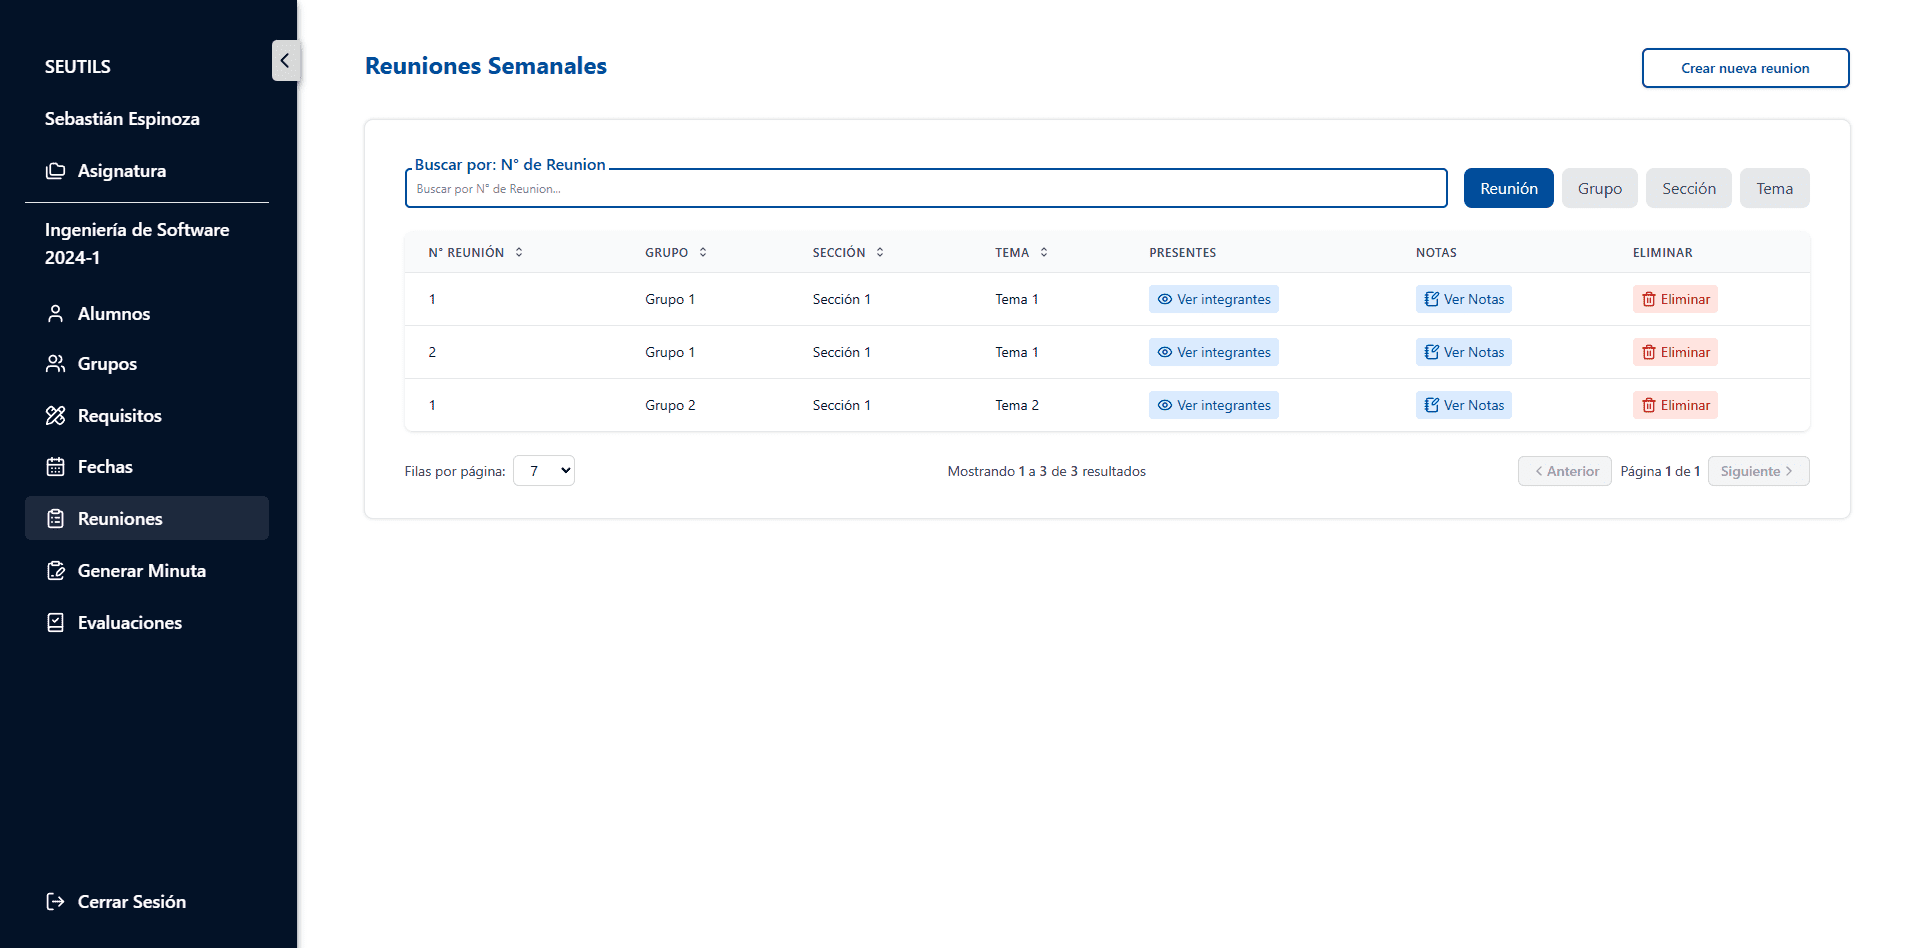 SEUTILS
Sebastián Espinoza
Asignatura
Ingeniería de Software
2024-1
Alumnos
Grupos
Requisitos
Fechas
Reuniones
Generar Minuta
Evaluaciones
Cerrar Sesión
Reuniones Semanales
Crear nueva reunion
Buscar por: N° de Reunion
Buscar por N° de Reunion...
Reunión Grupo Sección Tema
N° REUNIÓN GRUPO SECCIÓN TEMA PRESENTES NOTAS ELIMINAR
1 Grupo 1 Sección 1 Tema 1 Ver integrantes Ver Notas Eliminar
2 Grupo 1 Sección 1 Tema 1 Ver integrantes Ver Notas Eliminar
1 Grupo 2 Sección 1 Tema 2 Ver integrantes Ver Notas Eliminar
Filas por página: 7 Mostrando 1 a 3 de 3 resultados Anterior Página 1 de 1 Siguiente